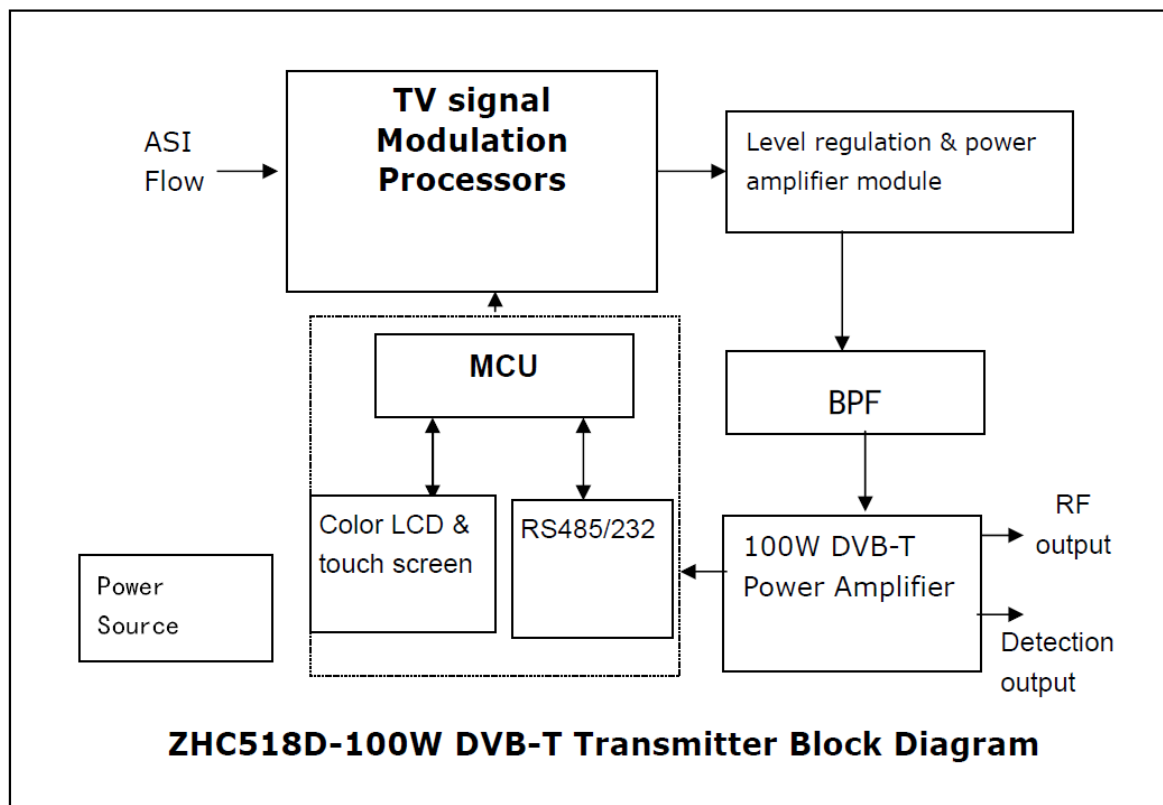 TV signal
Modulation
Processors
ASI
Flow
Level regulation & power
amplifier module
MCU
BPF
Color LCD &
touch screen
RS485/232
100W DVB-T
Power Amplifier
RF
output
Detection
output
Power
Source
ZHC518D-100W DVB-T Transmitter Block Diagram